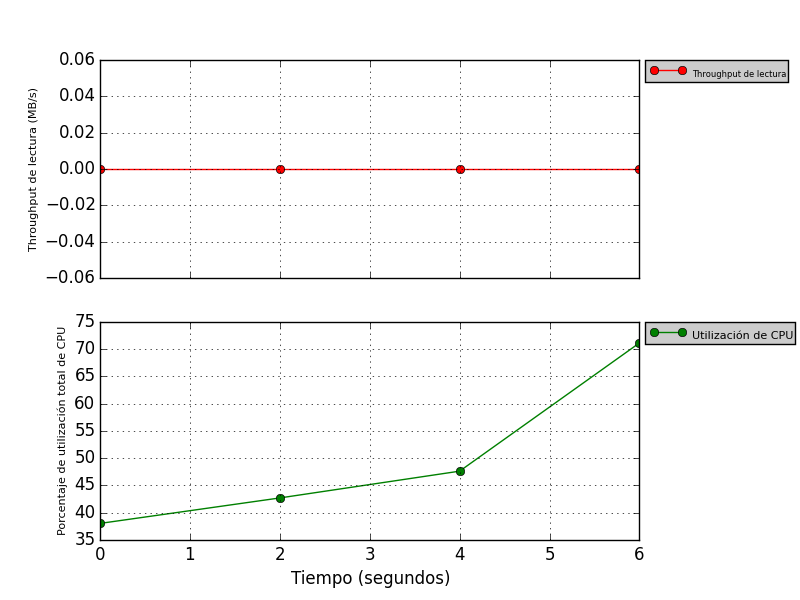 0.06
0.04
0.02
0.00
−0.02
−0.04
−0.06
Throughput de lectura (MB/s)
Throughput de lectura
75
70
65
60
55
50
45
40
35
Porcentaje de utilización total de CPU
Utilización de CPU
0 1 2 3 4 5 6
Tiempo (segundos)